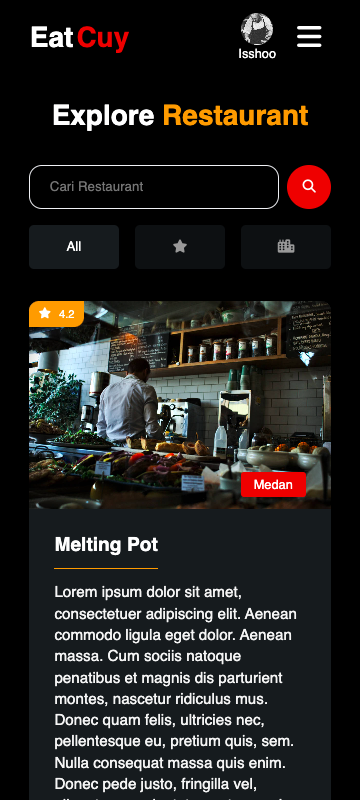 EatCuy
Isshoo
Explore Restaurant
Cari Restaurant
All
4.2
Medan
Melting Pot
Lorem ipsum dolor sit amet,
consectetuer adipiscing elit. Aenean
commodo ligula eget dolor. Aenean
massa. Cum sociis natoque
penatibus et magnis dis parturient
montes, nascetur ridiculus mus.
Donec quam felis, ultricies nec,
pellentesque eu, pretium quis, sem.
Nulla consequat massa quis enim.
Donec pede justo, fringilla vel,